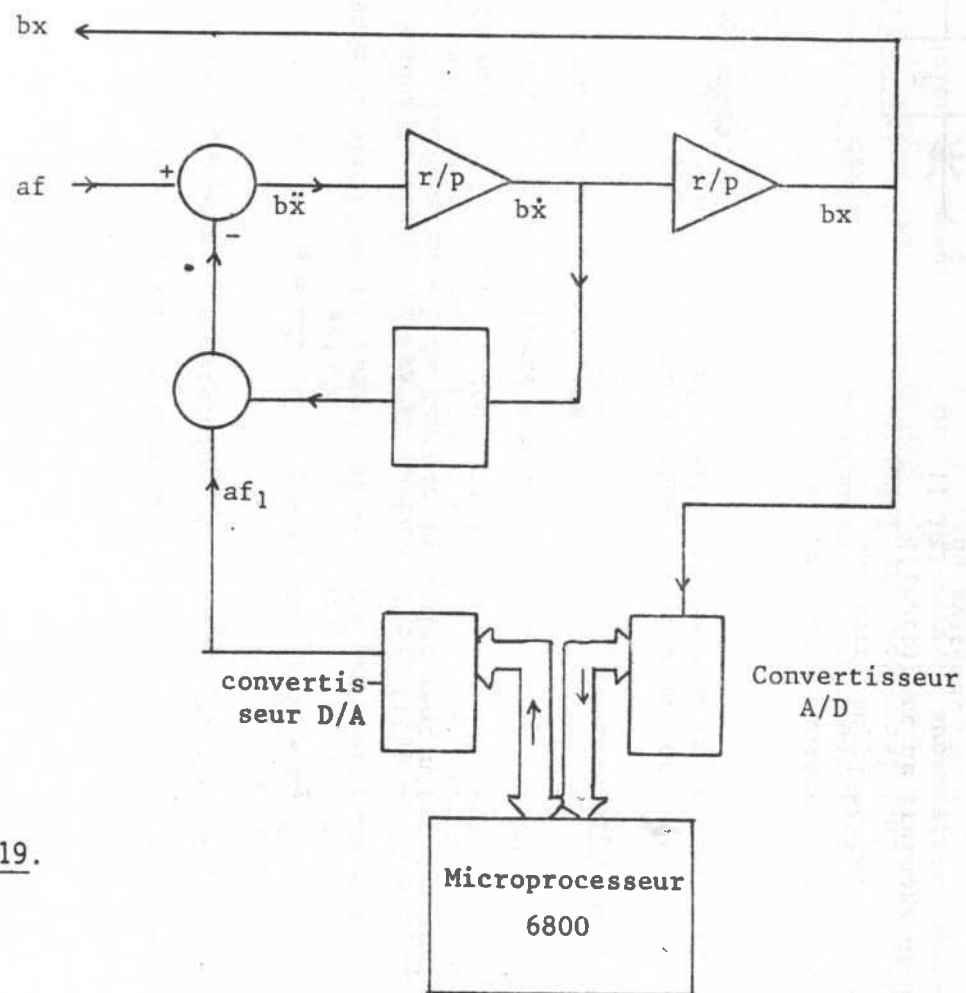 bx
af
+
bẍ
r/p
bẋ
r/p
bx
−
af₁
convertis
seur D/A
Convertisseur
A/D
19.
Microprocesseur
6800